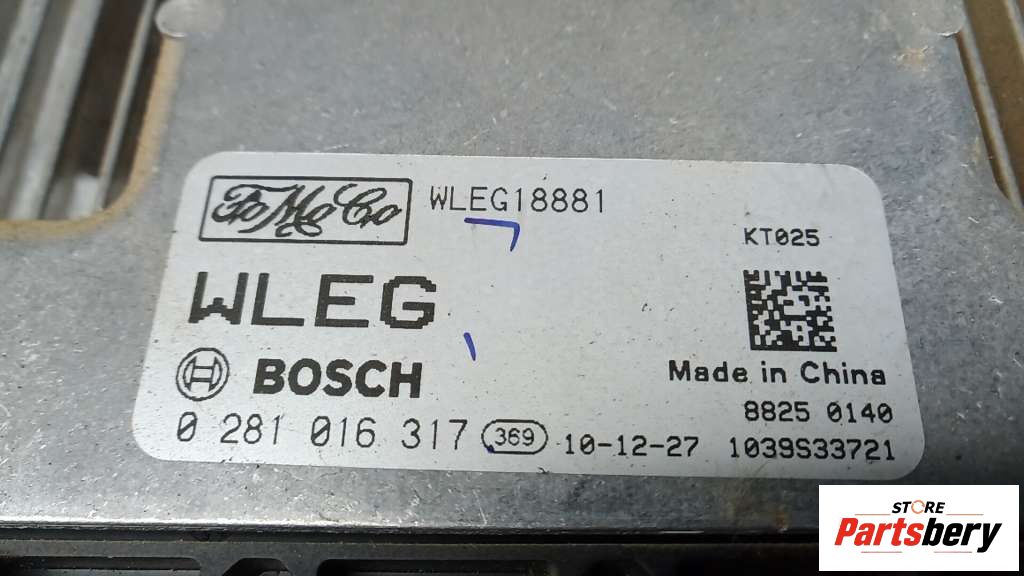 FoMoCo WLEG18881
KT025
WLEG
BOSCH
Made in China
8825 0140
0 281 016 317 369 10-12-27 1039S33721
STORE
Partsbery